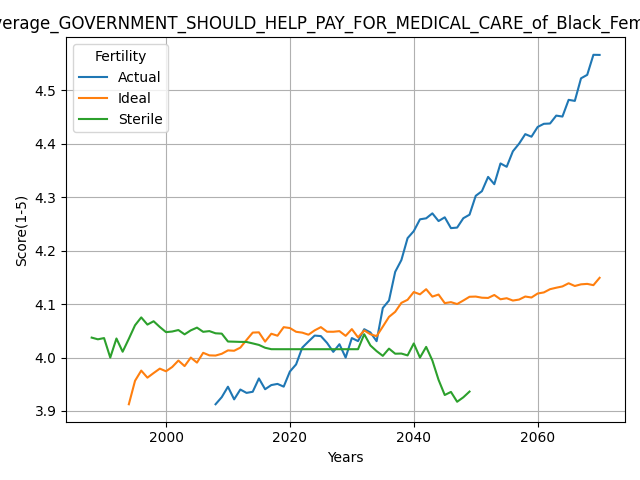 verage_GOVERNMENT_SHOULD_HELP_PAY_FOR_MEDICAL_CARE_of_Black_Fem
Fertility
Actual
Ideal
Sterile
Score(1-5)
4.5
4.4
4.3
4.2
4.1
4.0
3.9
2000
2020
2040
2060
Years